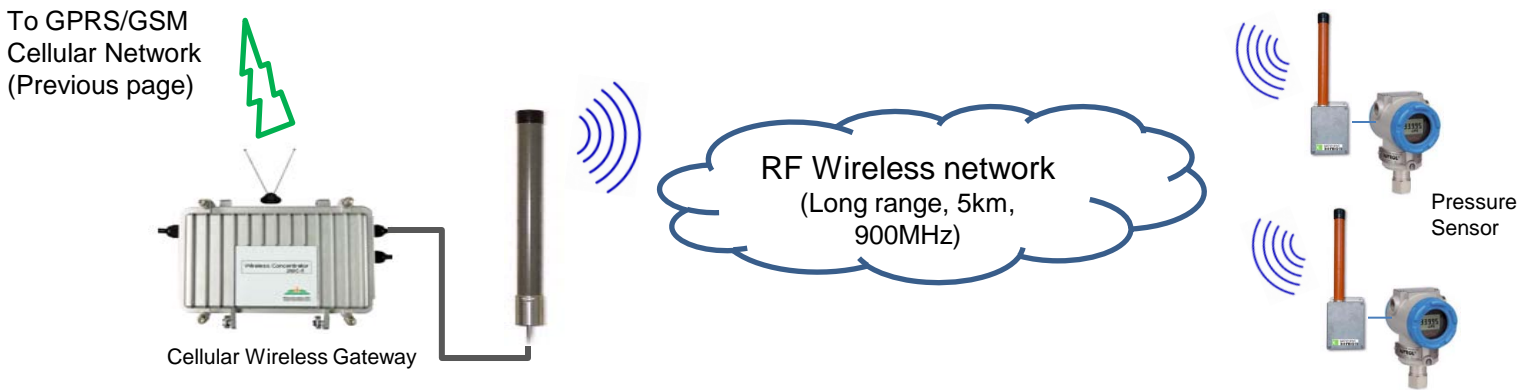 To GPRS/GSM
Cellular Network
(Previous page)
RF Wireless network
(Long range, 5km,
900MHz)
Pressure
Sensor
Wireless Concentrator
Cellular Wireless Gateway